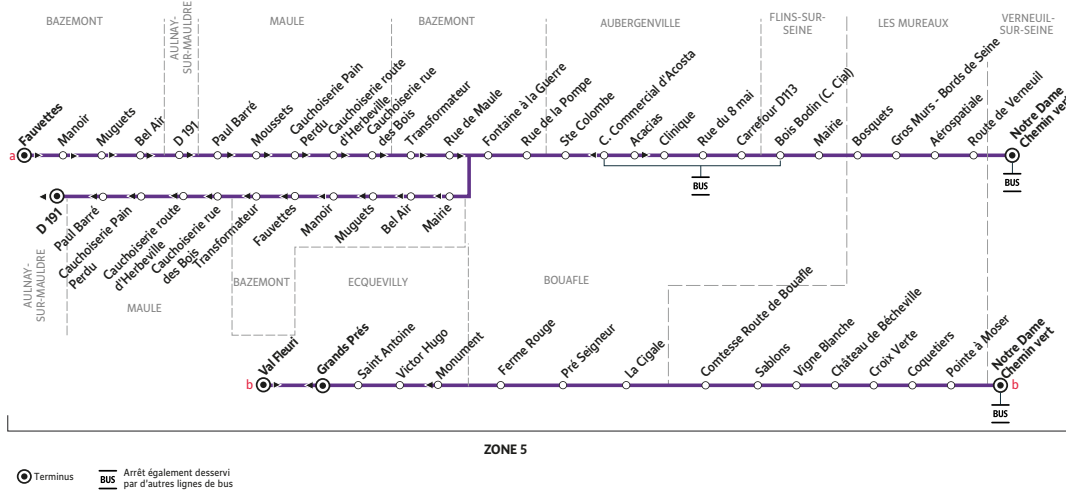 BAZEMONT
AULNAY-
SUR-MAULDRE
MAULE
BAZEMONT
AUBERGENVILLE
FLINS-SUR-
SEINE
LES MUREAUX
VERNEUIL-
SUR-SEINE
a
Fauvettes
Manoir
Muguets
Bel Air
D 191
Paul Barré
Moussets
Cauchoiserie Pain
Perdu
Cauchoiserie route
d'Herbeville
Cauchoiserie rue
des Bois
Transformateur
Rue de Maule
Fontaine à la Guerre
Rue de la Pompe
Ste Colombe
C. Commercial d'Acosta
Acacias
Clinique
Rue du 8 mai
Carrefour D113
Bois Bodin (C. Cial)
Mairie
Bosquets
Gros Murs - Bords de Seine
Aérospatiale
Route de Verneuil
Notre Dame
Chemin vert
BUS
BUS
D 191
Paul Barré
Cauchoiserie Pain
Perdu
Cauchoiserie route
d'Herbeville
Cauchoiserie rue
des Bois
Transformateur
Fauvettes
Manoir
Muguets
Bel Air
Mairie
AULNAY-
SUR-MAULDRE
MAULE
BAZEMONT
ECQUEVILLY
BOUAFLE
b
Val Fleuri
Grands Prés
Saint Antoine
Victor Hugo
Monument
Ferme Rouge
Pré Seigneur
La Cigale
Comtesse Route de Bouafle
Sablons
Vigne Blanche
Château de Bécheville
Croix Verte
Coquetiers
Pointe à Moser
Notre Dame
Chemin vert
b
BUS
ZONE 5
Terminus
BUS
Arrêt également desservi
par d'autres lignes de bus